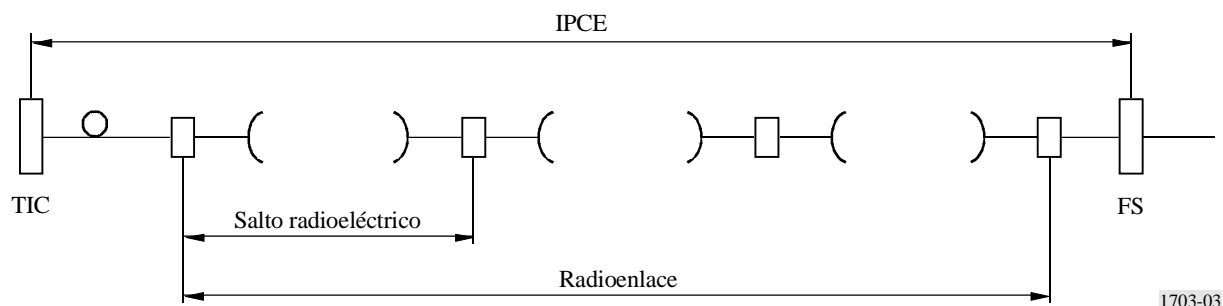 IPCE
TIC
FS
Salto radioeléctrico
Radioenlace
1703-03